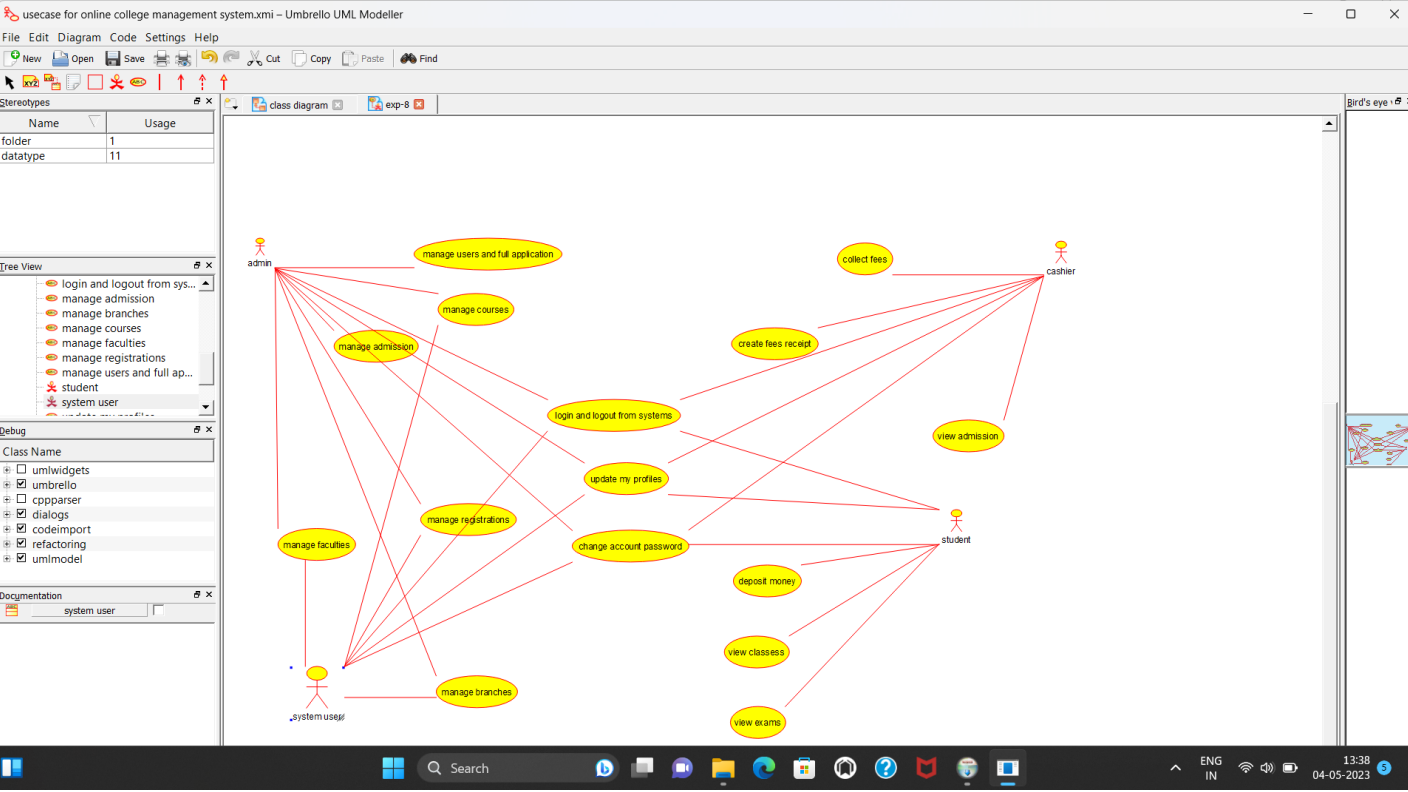 usecase for online college management system.xmi – Umbrello UML Modeller
File Edit Diagram Code Settings Help
New Open Save Cut Copy Paste Find
Stereotypes
Name Usage
folder 1
datatype 11
Tree View
login and logout from sys...
manage admission
manage branches
manage courses
manage faculties
manage registrations
manage users and full ap...
student
system user
Debug
Class Name
umlwidgets
umbrello
cppparser
dialogs
codeimport
refactoring
umlmodel
Documentation
system user
class diagram exp-8
Bird's eye
admin
manage users and full application
collect fees
cashier
manage courses
manage admission
create fees receipt
login and logout from systems
view admission
update my profiles
manage registrations
student
manage faculties
change account password
deposit money
view classess
manage branches
system user
view exams
Search
ENG
IN
13:38
04-05-2023
5